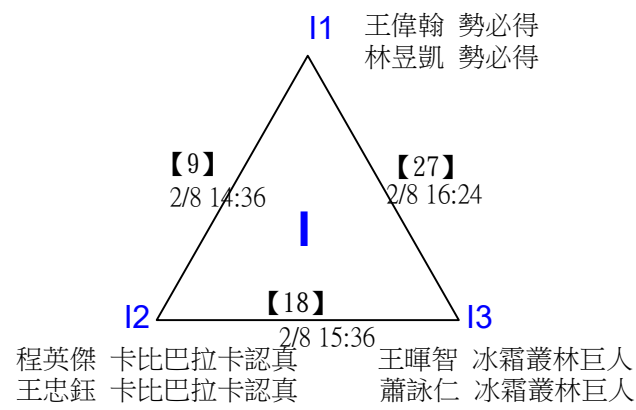 I1
王偉翰 勢必得
林昱凱 勢必得
【9】
2/8 14:36
【27】
2/8 16:24
I
【18】
2/8 15:36
I2
I3
程英傑 卡比巴拉卡認真
王忠鈺 卡比巴拉卡認真
王暉智 冰霜叢林巨人
蕭詠仁 冰霜叢林巨人